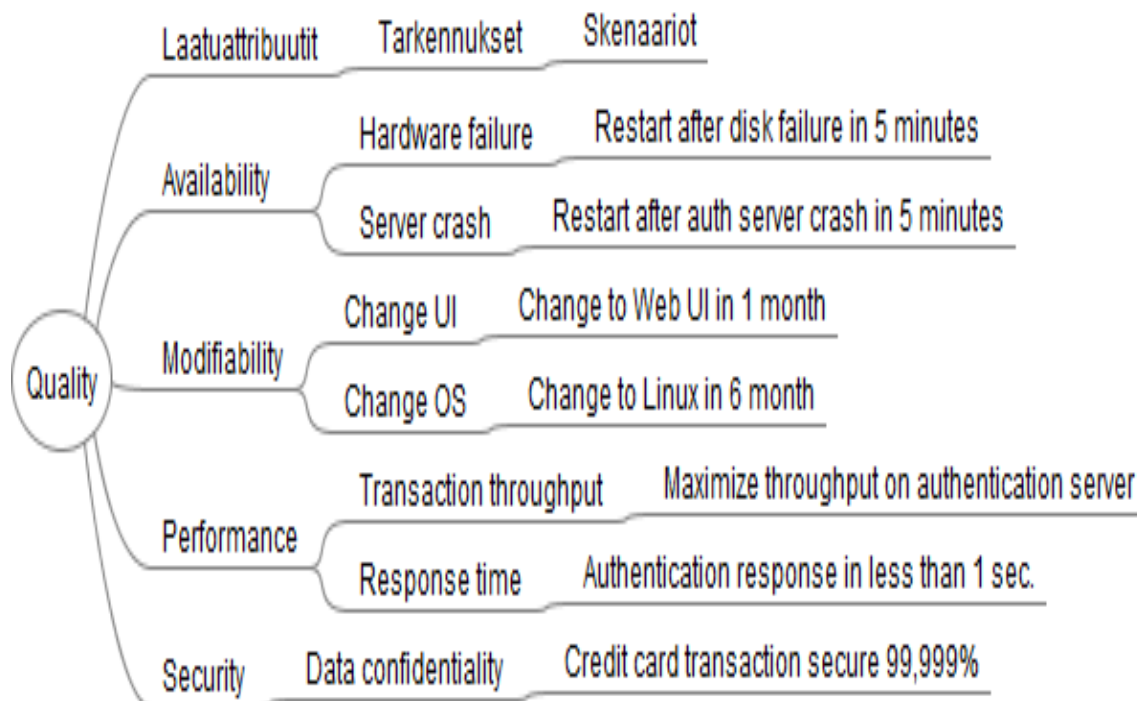 Laatuattribuutit Tarkennukset Skenaariot
Hardware failure Restart after disk failure in 5 minutes
Availability
Server crash Restart after auth server crash in 5 minutes
Change UI Change to Web UI in 1 month
Modifiability
Quality
Change OS Change to Linux in 6 month
Transaction throughput Maximize throughput on authentication server
Performance
Response time Authentication response in less than 1 sec.
Security Data confidentiality Credit card transaction secure 99,999%